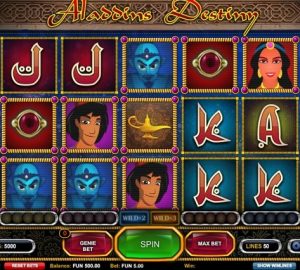 Aladdins Destiny
J J
K A
K K
WILD×2 WILD×3
: 5000 GENIE BET SPIN MAX BET LINES 50
RESET BETS Balance: FUN 500.00 Bet: FUN 5.00 Win: SHOW WINLINES